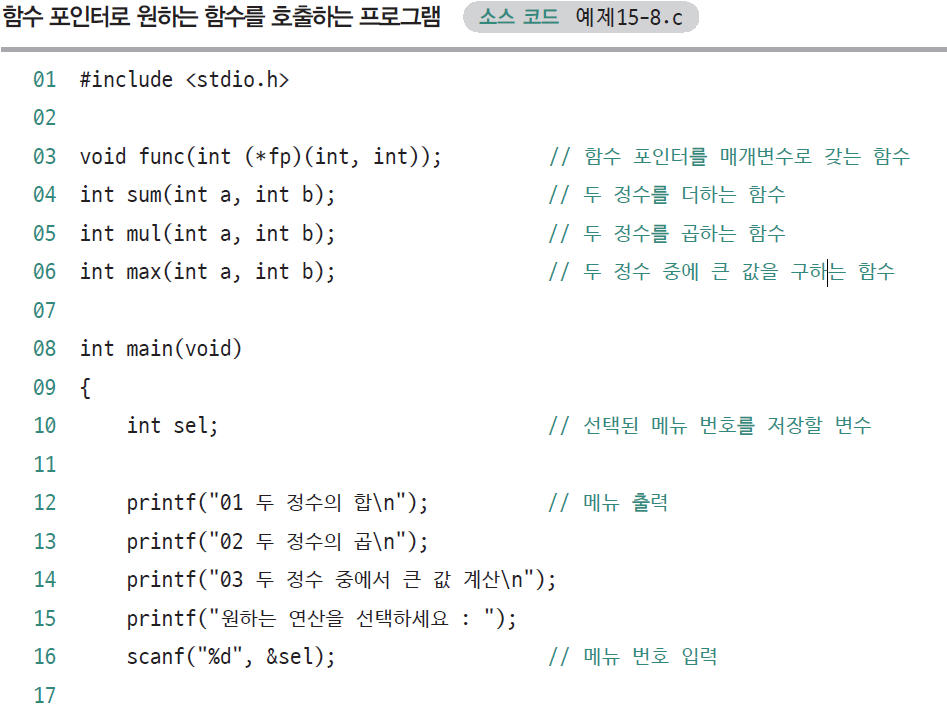 함수 포인터로 원하는 함수를 호출하는 프로그램 소스 코드 예제15-8.c
01 #include <stdio.h>
02
03 void func(int (*fp)(int, int)); // 함수 포인터를 매개변수로 갖는 함수
04 int sum(int a, int b); // 두 정수를 더하는 함수
05 int mul(int a, int b); // 두 정수를 곱하는 함수
06 int max(int a, int b); // 두 정수 중에 큰 값을 구하는 함수
07
08 int main(void)
09 {
10 int sel; // 선택된 메뉴 번호를 저장할 변수
11
12 printf("01 두 정수의 합\n"); // 메뉴 출력
13 printf("02 두 정수의 곱\n");
14 printf("03 두 정수 중에서 큰 값 계산\n");
15 printf("원하는 연산을 선택하세요 : ");
16 scanf("%d", &sel); // 메뉴 번호 입력
17